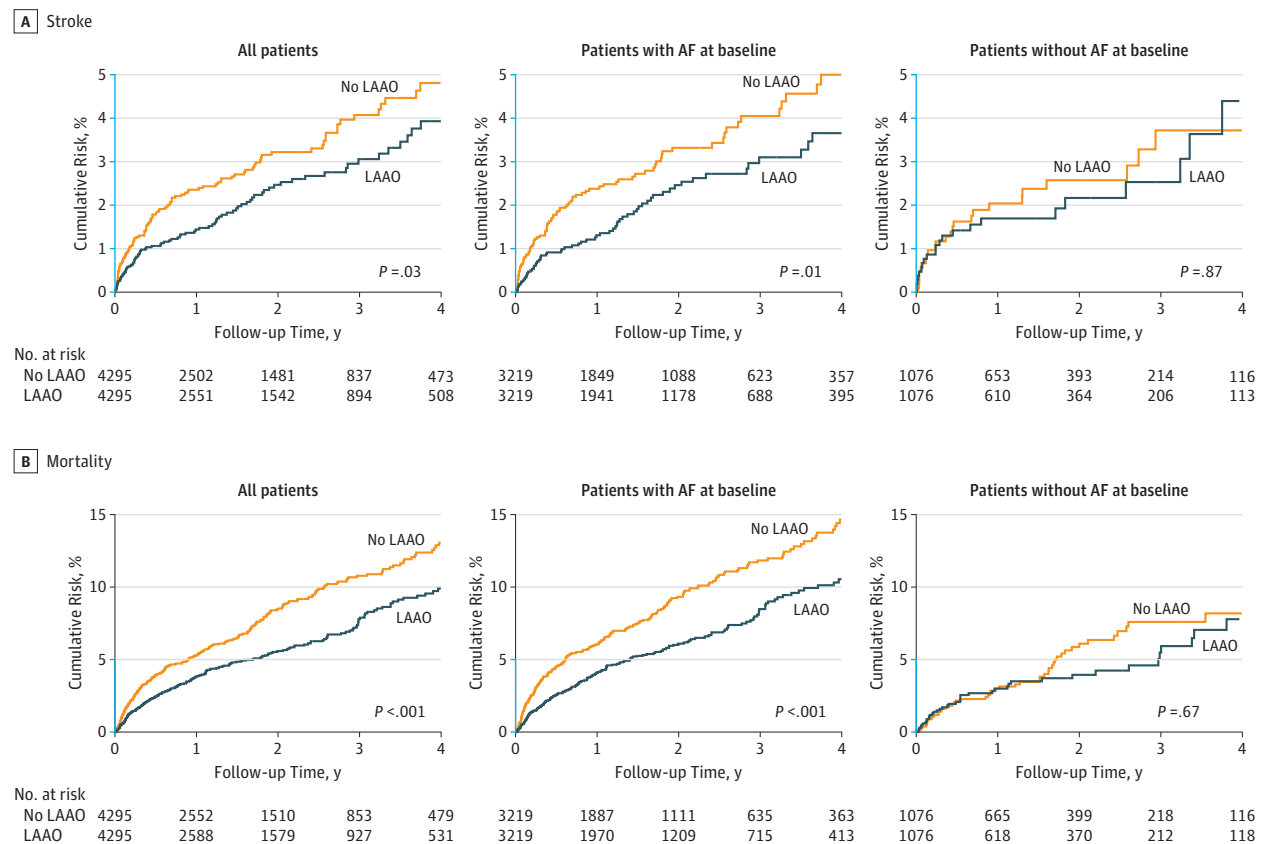 A Stroke
All patients
5
4
3
2
1
0
Cumulative Risk, %
No LAAO
LAAO
P =.03
0 1 2 3 4
Follow-up Time, y
Patients with AF at baseline
5
4
3
2
1
0
Cumulative Risk, %
No LAAO
LAAO
P =.01
0 1 2 3 4
Follow-up Time, y
Patients without AF at baseline
5
4
3
2
1
0
Cumulative Risk, %
No LAAO
LAAO
P =.87
0 1 2 3 4
Follow-up Time, y
No. at risk
No LAAO 4295 2502 1481 837 473 3219 1849 1088 623 357 1076 653 393 214 116
LAAO 4295 2551 1542 894 508 3219 1941 1178 688 395 1076 610 364 206 113
B Mortality
All patients
15
10
5
0
Cumulative Risk, %
No LAAO
LAAO
P <.001
0 1 2 3 4
Follow-up Time, y
Patients with AF at baseline
15
10
5
0
Cumulative Risk, %
No LAAO
LAAO
P <.001
0 1 2 3 4
Follow-up Time, y
Patients without AF at baseline
15
10
5
0
Cumulative Risk, %
No LAAO
LAAO
P =.67
0 1 2 3 4
Follow-up Time, y
No. at risk
No LAAO 4295 2552 1510 853 479 3219 1887 1111 635 363 1076 665 399 218 116
LAAO 4295 2588 1579 927 531 3219 1970 1209 715 413 1076 618 370 212 118